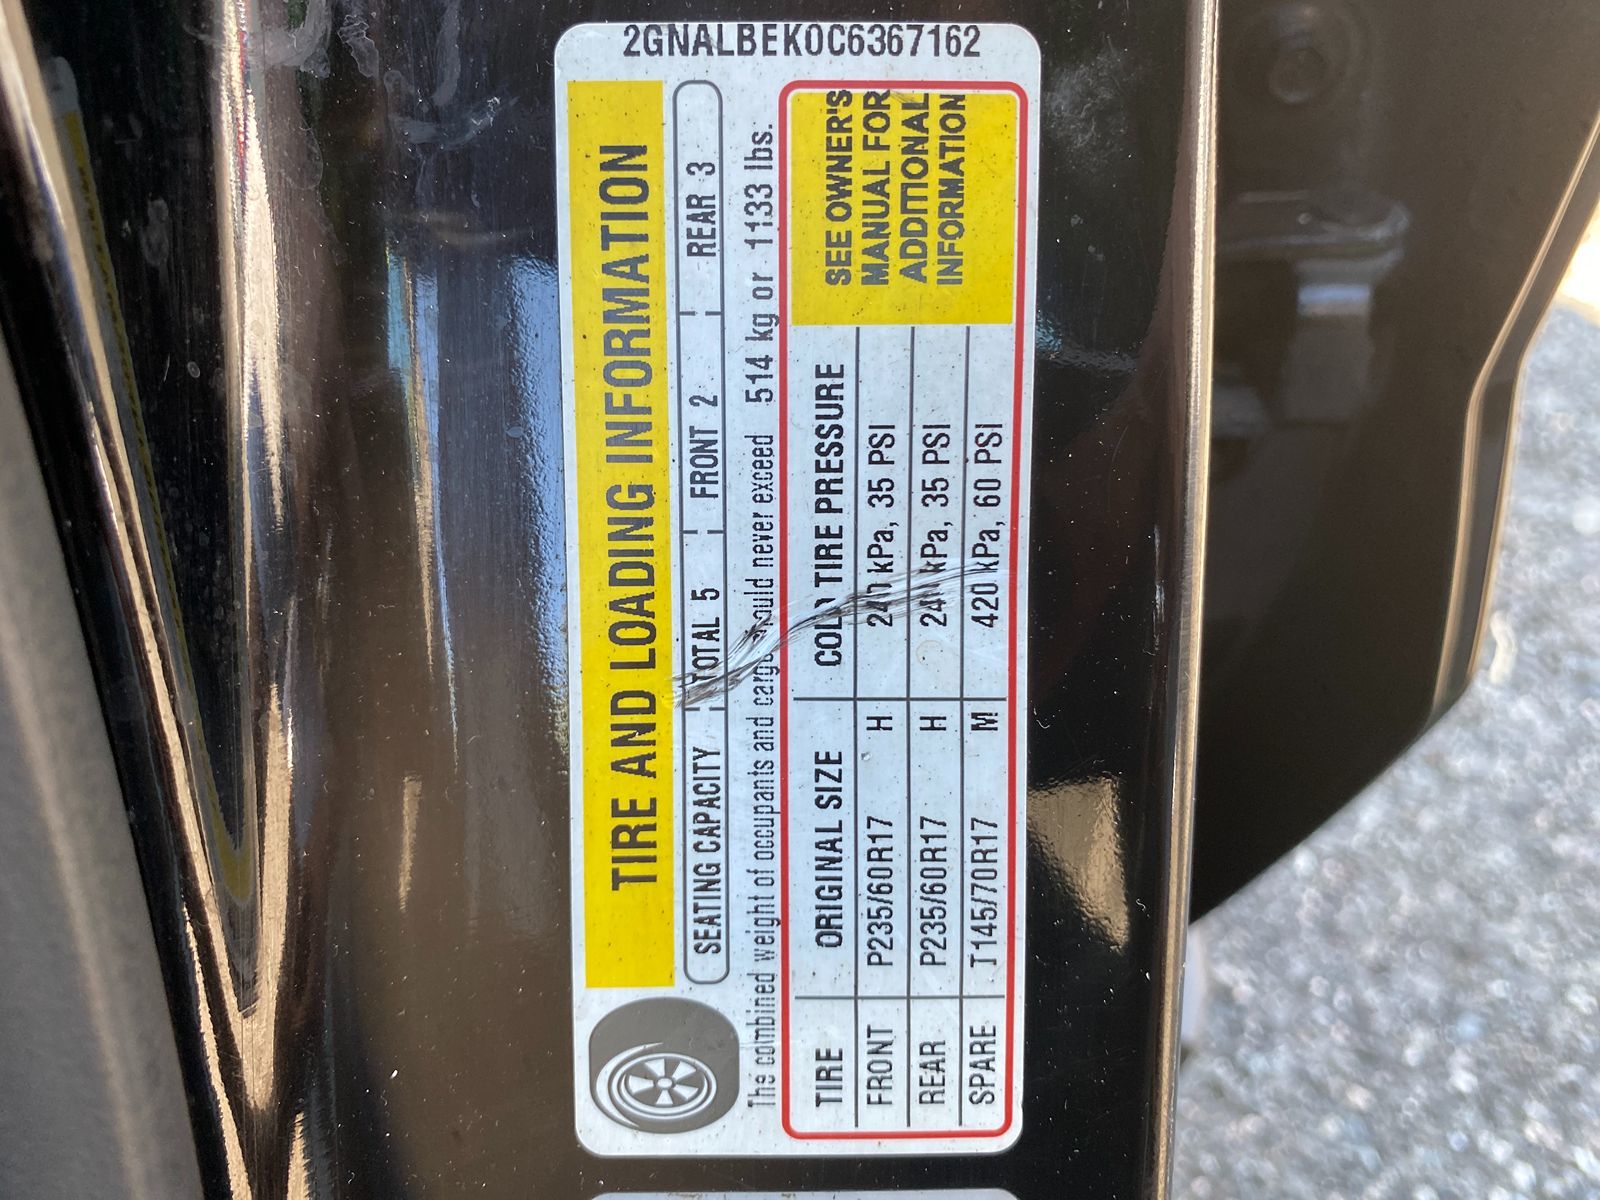 2GNALBEK0C6367162
TIRE AND LOADING INFORMATION
SEATING CAPACITY TOTAL 5 FRONT 2 REAR 3
The combined weight of occupants and cargo should never exceed 514 kg or 1133 lbs.
TIRE ORIGINAL SIZE COLD TIRE PRESSURE
FRONT P235/60R17 H 240 kPa, 35 PSI
REAR P235/60R17 H 240 kPa, 35 PSI
SPARE T145/70R17 M 420 kPa, 60 PSI
SEE OWNER'S
MANUAL FOR
ADDITIONAL
INFORMATION